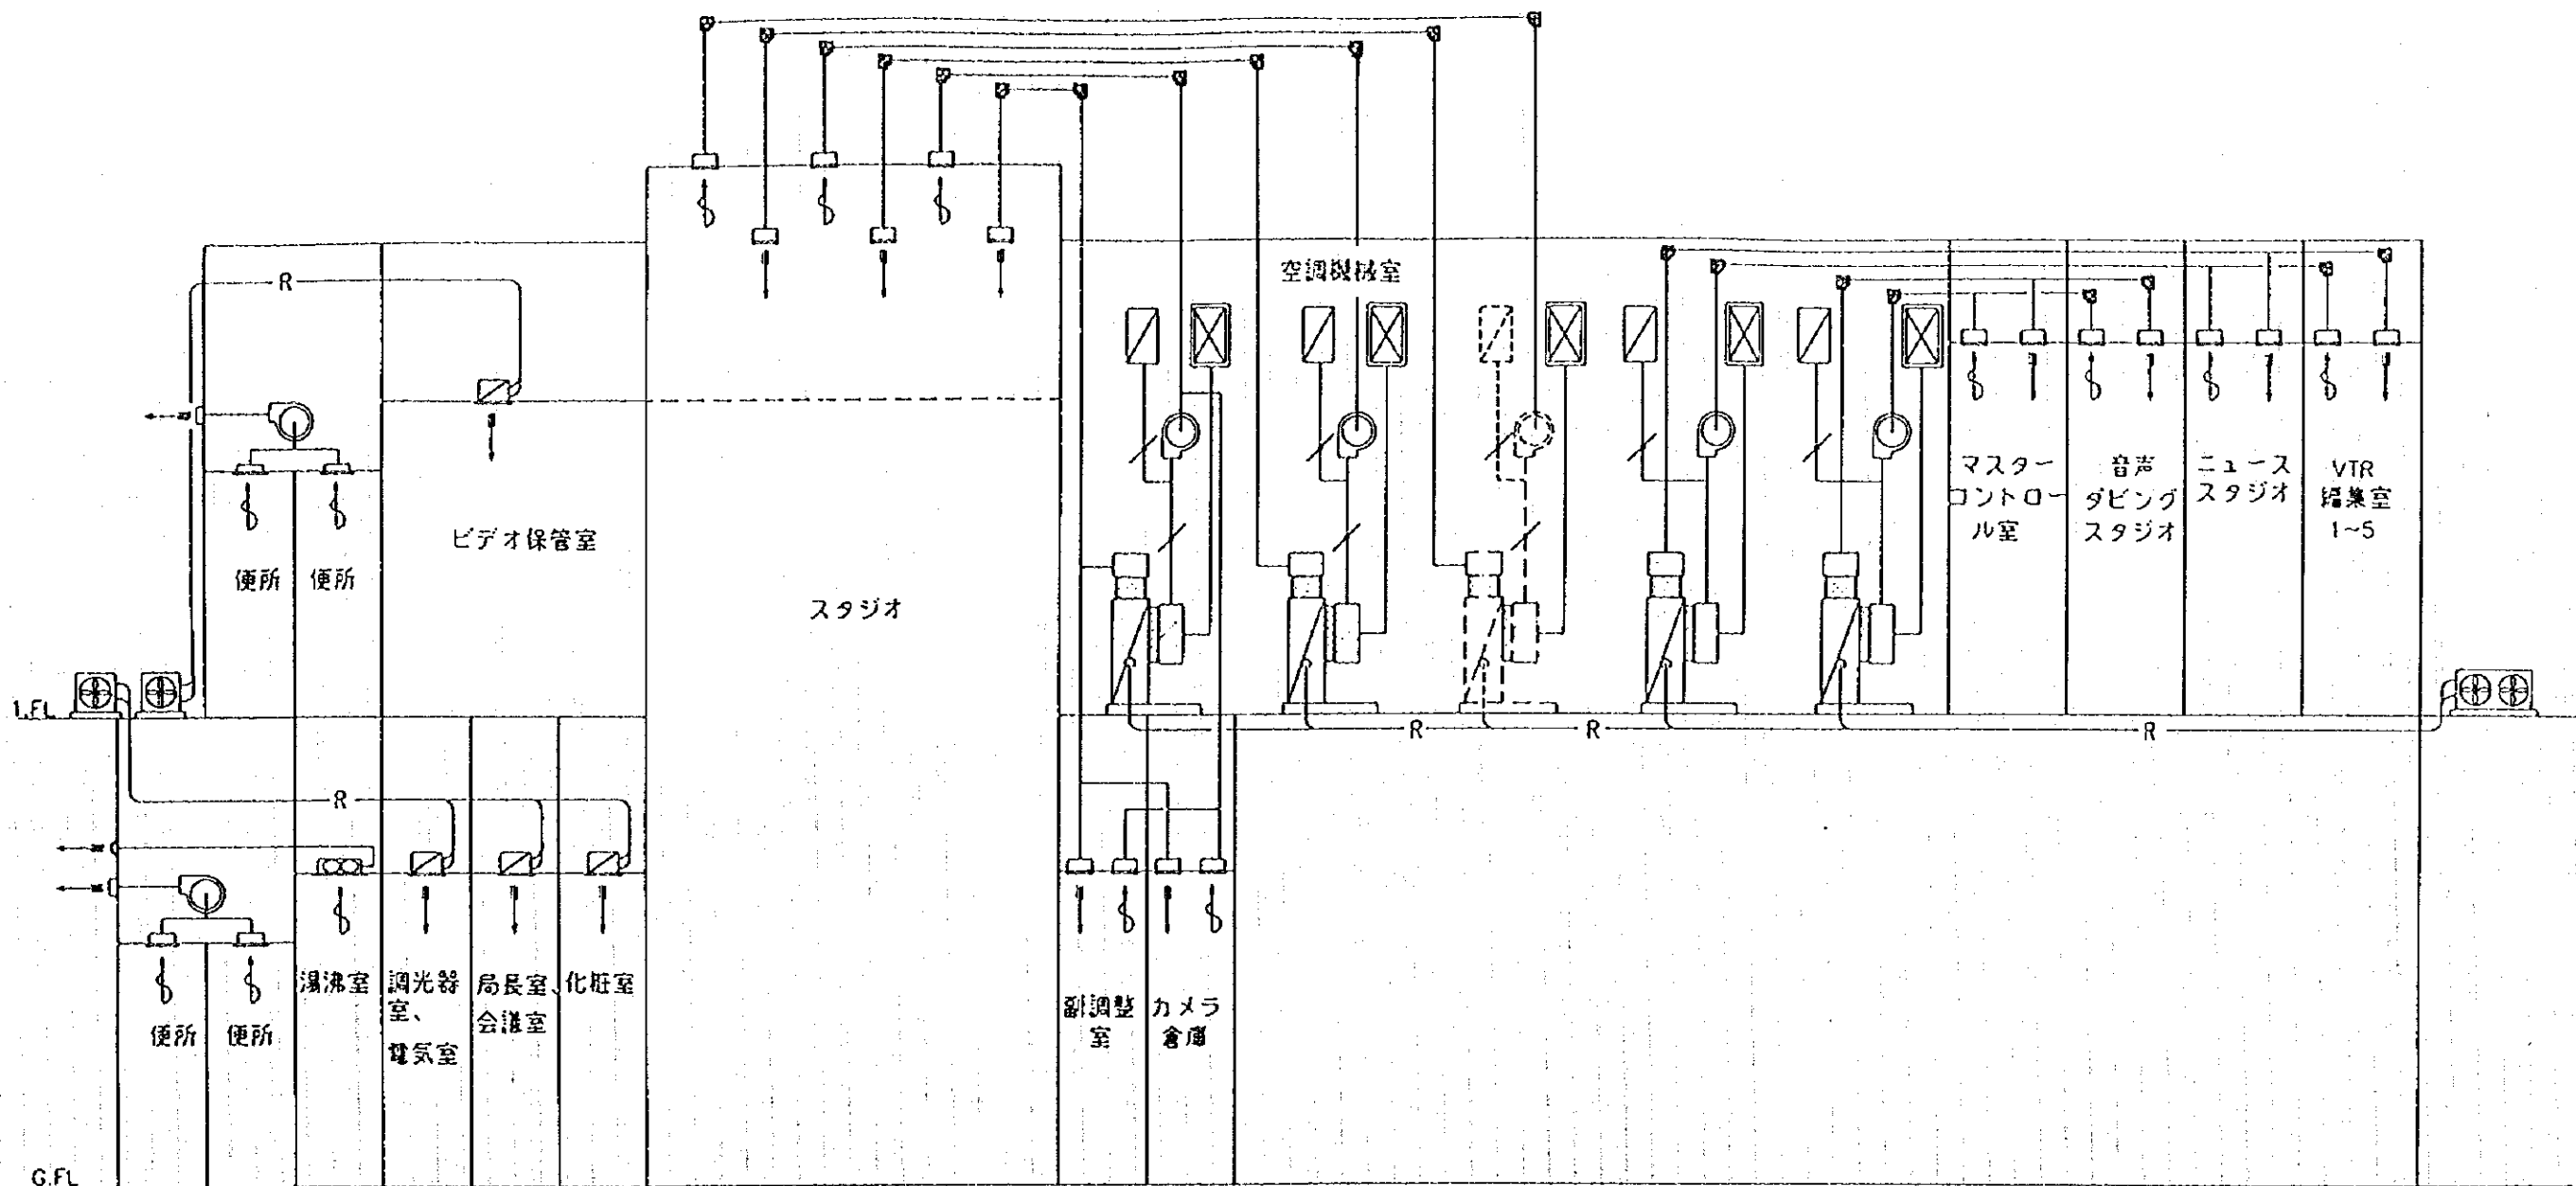 R
空調機械室
マスター
コントロー
ル室
音声
ダビング
スタジオ
ニュース
スタジオ
VTR
編集室
1~5
ビデオ保管室
便所
便所
スタジオ
1.FL
R
R
R
R
湯沸室
調光器
室、
電気室
局長室、
会議室
化粧室
副調整
室
カメラ
倉庫
便所
便所
G.FL